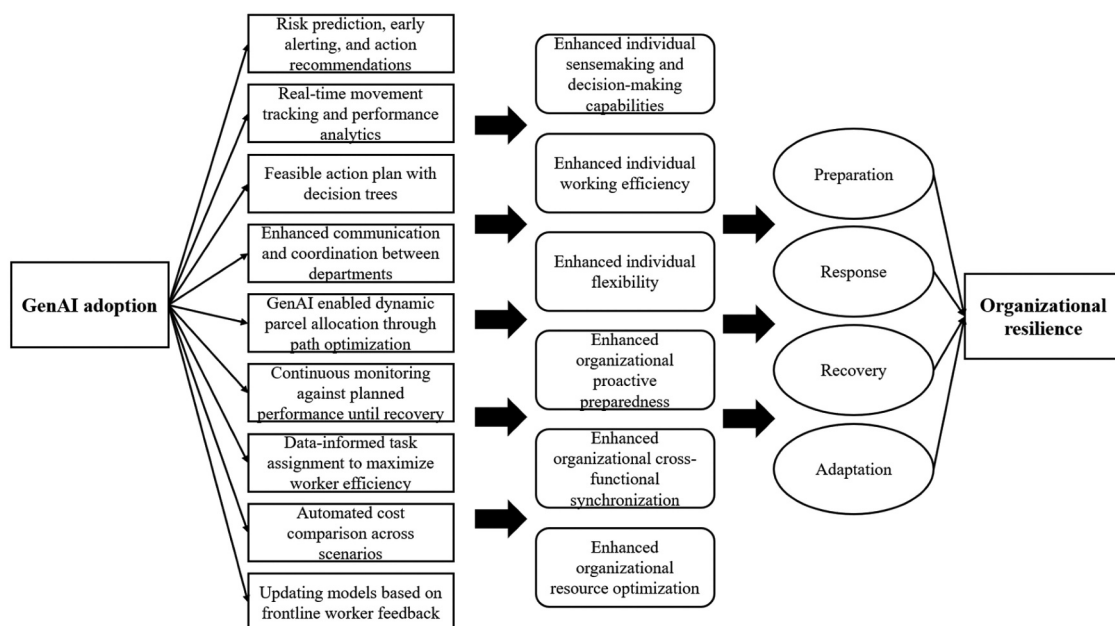 GenAI adoption
Risk prediction, early
alerting, and action
recommendations
Real-time movement
tracking and performance
analytics
Feasible action plan with
decision trees
Enhanced communication
and coordination between
departments
GenAI enabled dynamic
parcel allocation through
path optimization
Continuous monitoring
against planned
performance until recovery
Data-informed task
assignment to maximize
worker efficiency
Automated cost
comparison across
scenarios
Updating models based on
frontline worker feedback
Enhanced individual
sensemaking and
decision-making
capabilities
Enhanced individual
working efficiency
Enhanced individual
flexibility
Enhanced
organizational
proactive
preparedness
Enhanced
organizational cross-
functional
synchronization
Enhanced
organizational
resource optimization
Preparation
Response
Recovery
Adaptation
Organizational
resilience